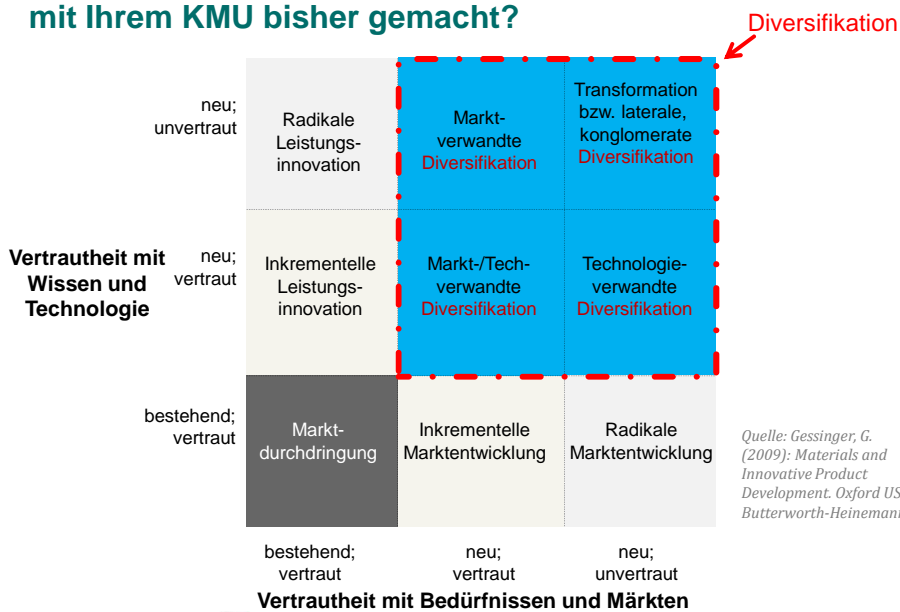 mit Ihrem KMU bisher gemacht?
Diversifikation
neu;
unvertraut
Radikale
Leistungs-
innovation
Markt-
verwandte
Diversifikation
Transformation
bzw. laterale,
konglomerate
Diversifikation
Vertrautheit mit
Wissen und
Technologie
neu;
vertraut
Inkrementelle
Leistungs-
innovation
Markt-/Tech-
verwandte
Diversifikation
Technologie-
verwandte
Diversifikation
bestehend;
vertraut
Markt-
durchdringung
Inkrementelle
Marktentwicklung
Radikale
Marktentwicklung
Quelle: Gessinger, G.
(2009): Materials and
Innovative Product
Development. Oxford US
Butterworth-Heinemann
bestehend;
vertraut
neu;
vertraut
neu;
unvertraut
Vertrautheit mit Bedürfnissen und Märkten